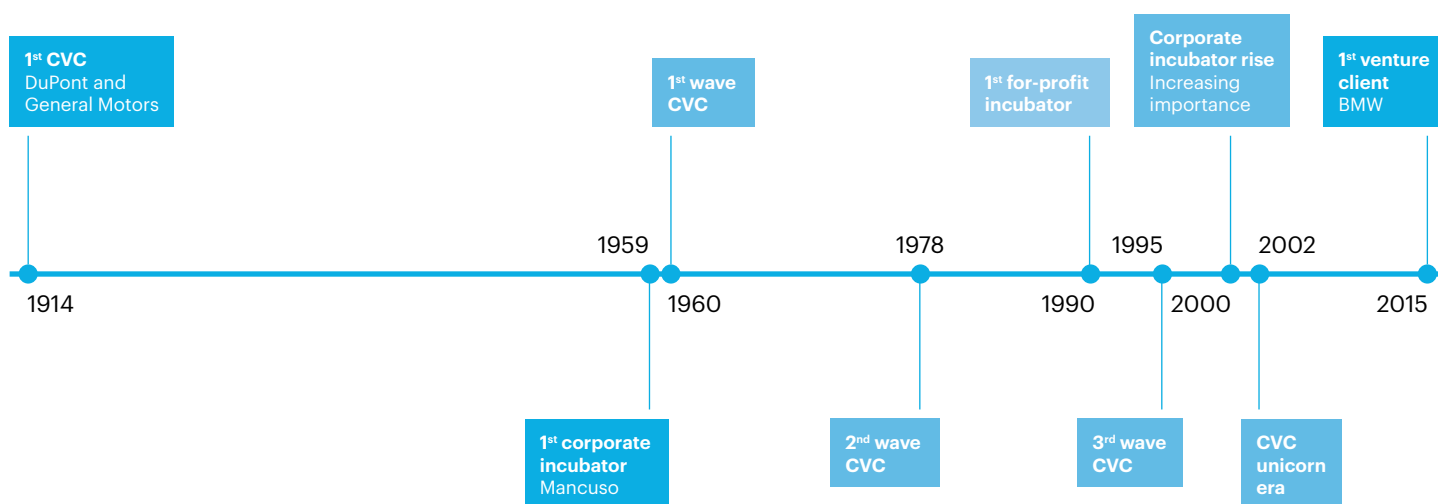 1st CVC
DuPont and
General Motors
1st wave
CVC
1st for-profit
incubator
Corporate
incubator rise
Increasing
importance
1st venture
client
BMW
1959
1978
1995
2002
1914
1960
1990
2000
2015
1st corporate
incubator
Mancuso
2nd wave
CVC
3rd wave
CVC
CVC
unicorn
era